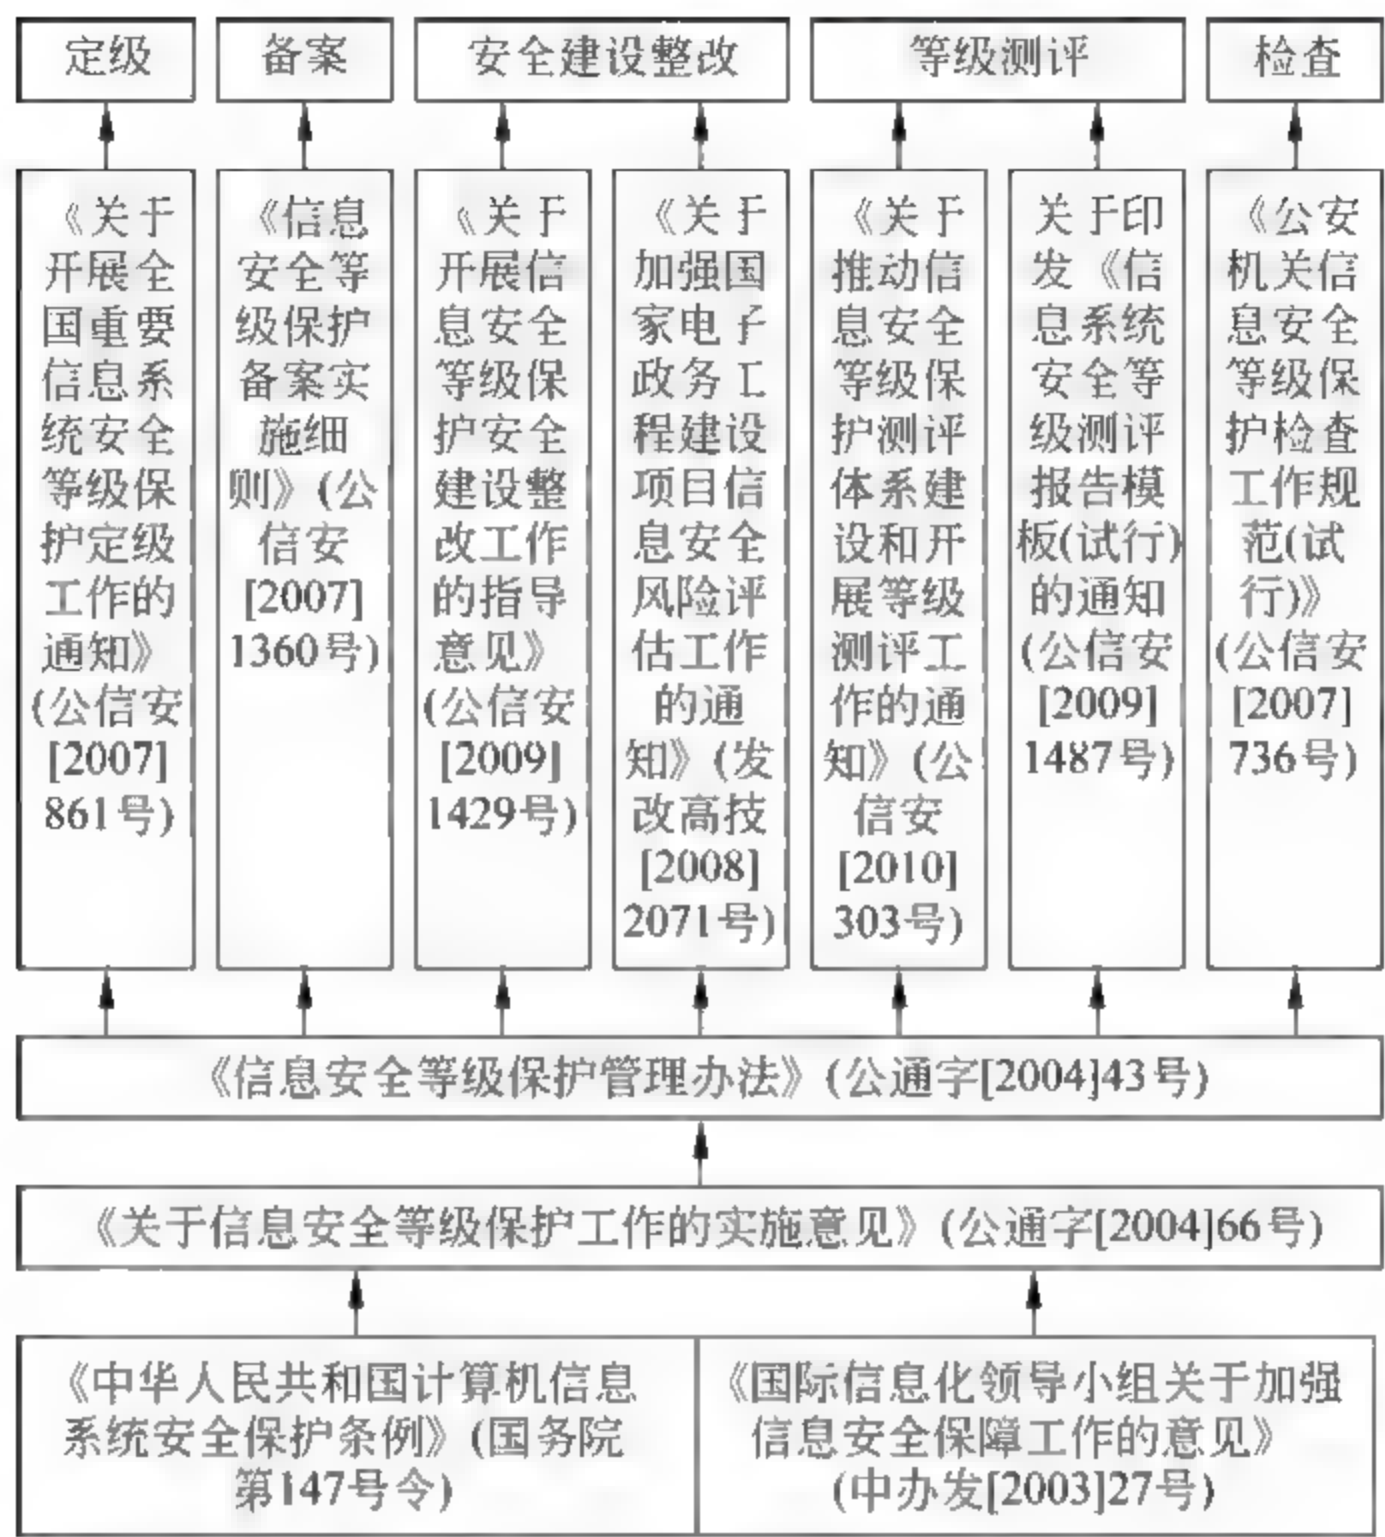 定级
备案
安全建设整改
等级测评
检查
《关于
开展全
国重要
信息系
统安全
等级保
护定级
工作的
通知》
(公信安
[2007]
861号)
《信息
安全等
级保护
备案实
施细
则》(公
信安
[2007]
1360号)
《关于
开展信
息安全
等级保
护安全
建设整
改工作
的指导
意见》
(公信安
[2009]
1429号)
《关于
加强国
家电子
政务工
程建设
项目信
息安全
风险评
估工作
的通
知》(发
改高技
[2008]
2071号)
《关于
推动信
息安全
等级保
护测评
体系建
设和开
展等级
测评工
作的通
知》(公
信安
[2010]
303号)
关于印
发《信
息系统
安全等
级测评
报告模
板(试行)
的通知
(公信安
[2009]
1487号)
《公安
机关信
息安全
等级保
护检查
工作规
范(试
行)》
(公信安
[2007]
736号)
《信息安全等级保护管理办法》(公通字[2004]43号)
《关于信息安全等级保护工作的实施意见》(公通字[2004]66号)
《中华人民共和国计算机信息
系统安全保护条例》(国务院
第147号令)
《国际信息化领导小组关于加强
信息安全保障工作的意见》
(中办发[2003]27号)